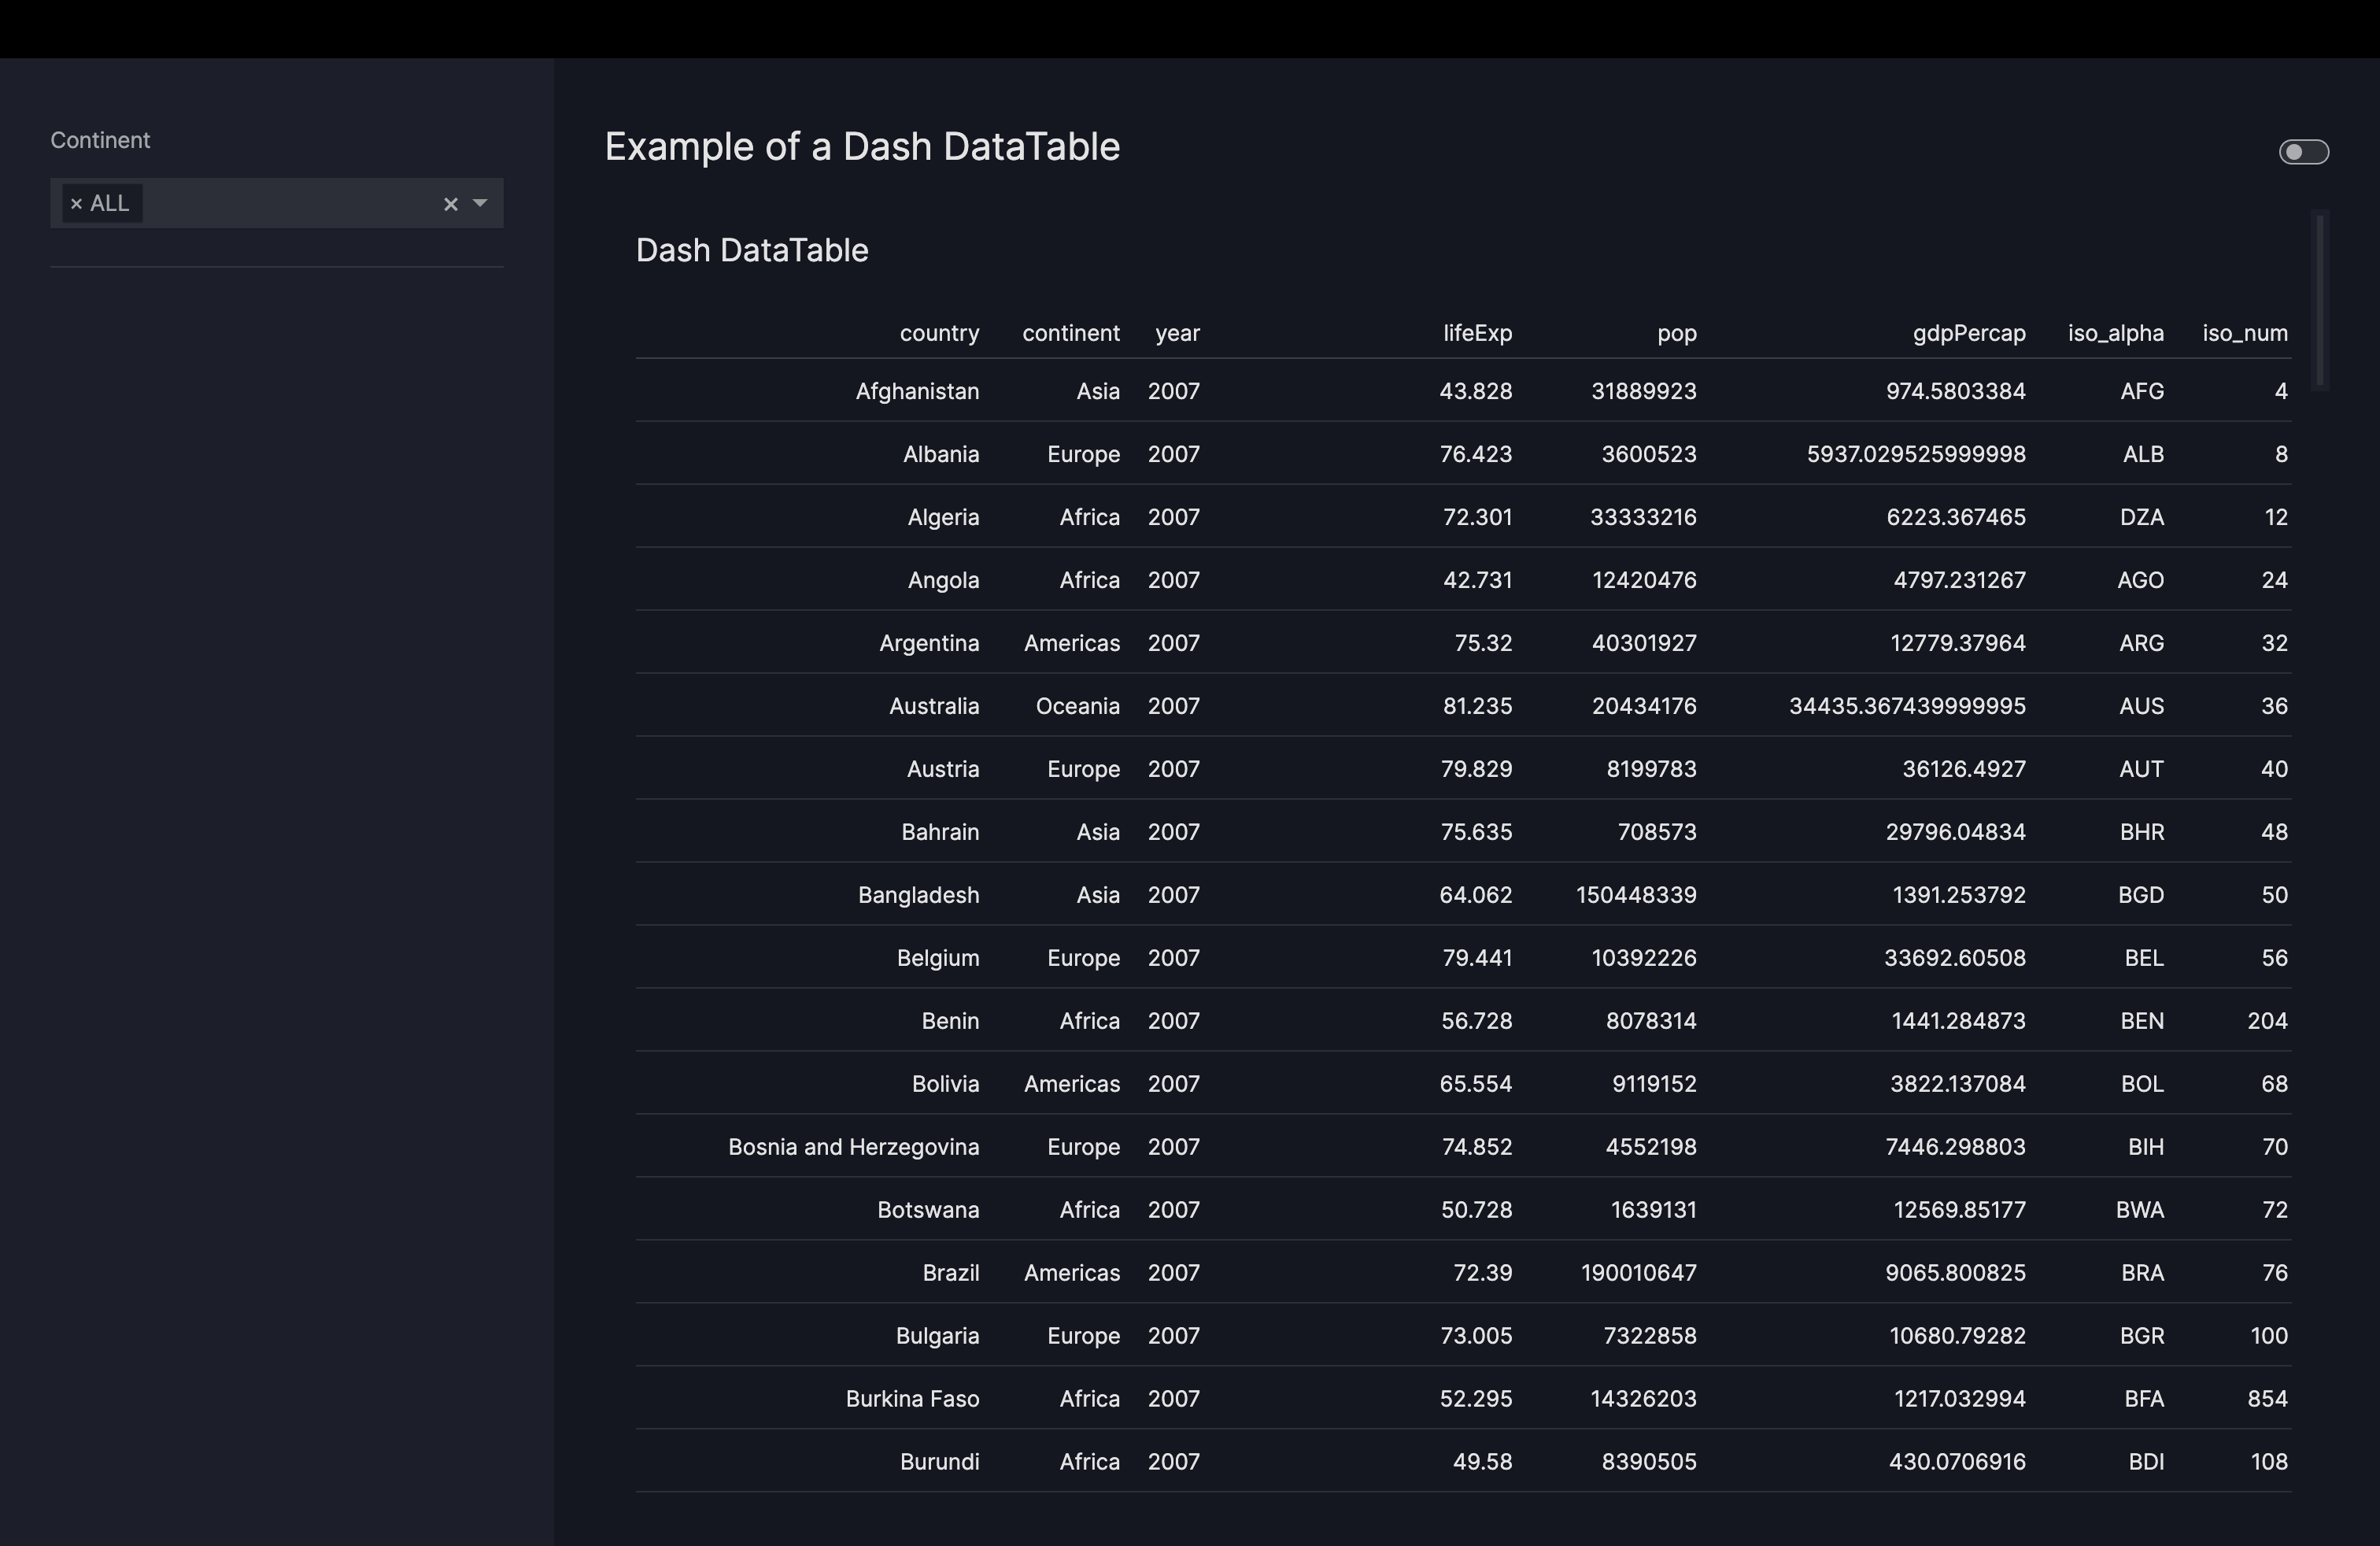 Continent
× ALL
Example of a Dash DataTable
Dash DataTable
country continent year lifeExp pop gdpPercap iso_alpha iso_num
Afghanistan Asia 2007 43.828 31889923 974.5803384 AFG 4
Albania Europe 2007 76.423 3600523 5937.029525999998 ALB 8
Algeria Africa 2007 72.301 33333216 6223.367465 DZA 12
Angola Africa 2007 42.731 12420476 4797.231267 AGO 24
Argentina Americas 2007 75.32 40301927 12779.37964 ARG 32
Australia Oceania 2007 81.235 20434176 34435.367439999995 AUS 36
Austria Europe 2007 79.829 8199783 36126.4927 AUT 40
Bahrain Asia 2007 75.635 708573 29796.04834 BHR 48
Bangladesh Asia 2007 64.062 150448339 1391.253792 BGD 50
Belgium Europe 2007 79.441 10392226 33692.60508 BEL 56
Benin Africa 2007 56.728 8078314 1441.284873 BEN 204
Bolivia Americas 2007 65.554 9119152 3822.137084 BOL 68
Bosnia and Herzegovina Europe 2007 74.852 4552198 7446.298803 BIH 70
Botswana Africa 2007 50.728 1639131 12569.85177 BWA 72
Brazil Americas 2007 72.39 190010647 9065.800825 BRA 76
Bulgaria Europe 2007 73.005 7322858 10680.79282 BGR 100
Burkina Faso Africa 2007 52.295 14326203 1217.032994 BFA 854
Burundi Africa 2007 49.58 8390505 430.0706916 BDI 108